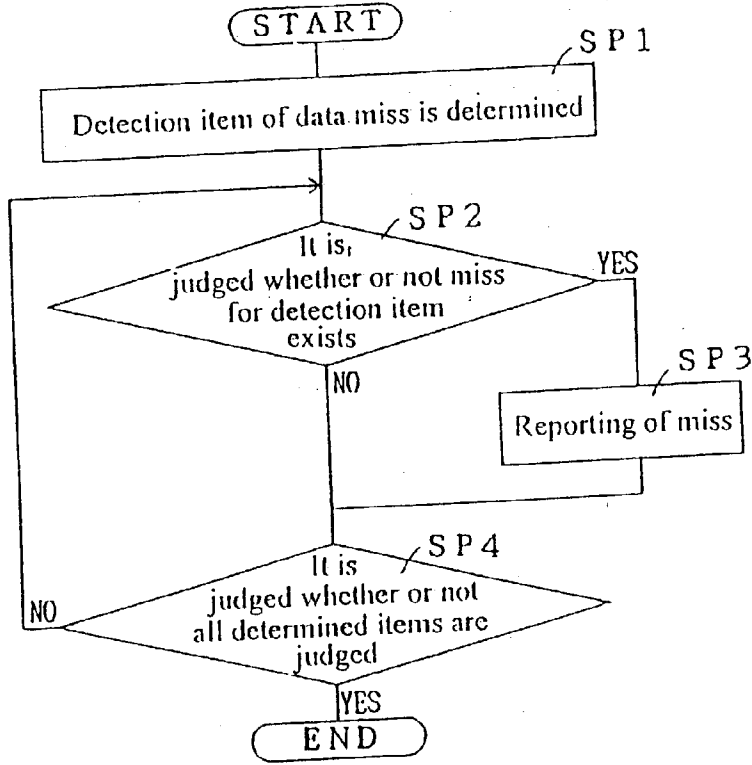 START
SP1
Detection item of data miss is determined
SP2
It is,
judged whether or not miss
for detection item
exists
YES
NO
SP3
Reporting of miss
SP4
It is
judged whether or not
all determined items are
judged
NO
YES
END